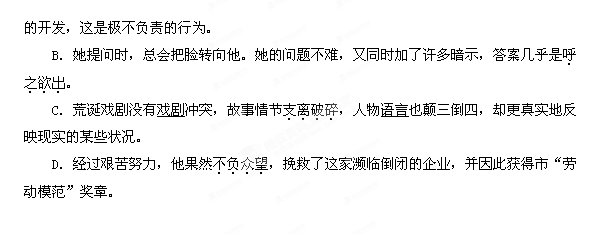 的开发，这是极不负责的行为。
B．她提问时，总会把脸转向他。她的问题不难，又同时加了许多暗示，答案几乎是呼
之欲出。
C．荒诞戏剧没有戏剧冲突，故事情节支离破碎，人物语言也颠三倒四，却更真实地反
映现实的某些状况。
D．经过艰苦努力，他果然不负众望，挽救了这家濒临倒闭的企业，并因此获得市“劳
动模范”奖章。